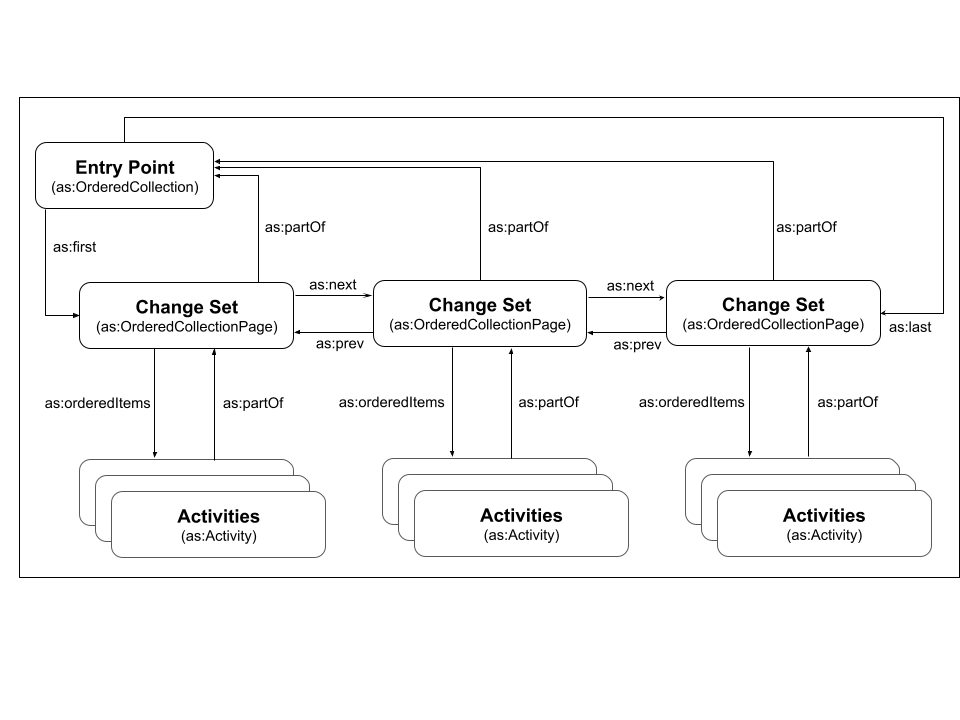 Entry Point
(as:OrderedCollection)
as:first
as:partOf
as:partOf
as:partOf
as:next
as:next
Change Set
(as:OrderedCollectionPage)
Change Set
(as:OrderedCollectionPage)
Change Set
(as:OrderedCollectionPage)
as:last
as:prev
as:prev
as:orderedItems
as:partOf
as:orderedItems
as:partOf
as:orderedItems
as:partOf
Activities
(as:Activity)
Activities
(as:Activity)
Activities
(as:Activity)